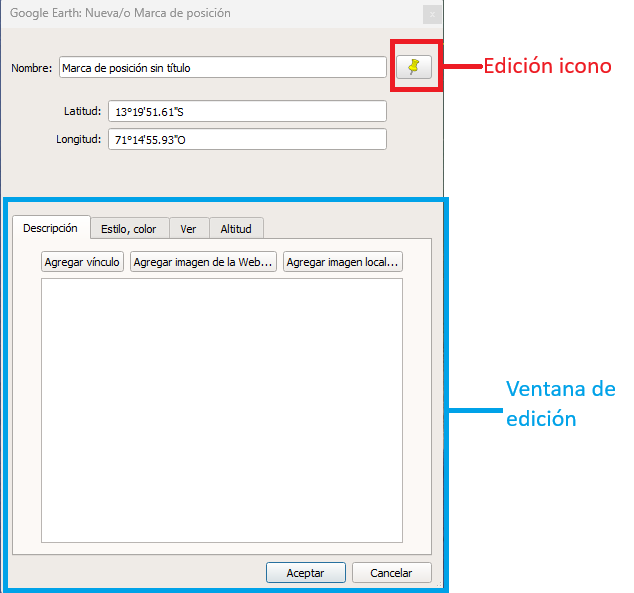 Google Earth: Nueva/o Marca de posición
x
Nombre: Marca de posición sin título
Edición icono
Latitud: 13°19'51.61"S
Longitud: 71°14'55.93"O
Descripción Estilo, color Ver Altitud
Agregar vínculo Agregar imagen de la Web... Agregar imagen local...
Ventana de
edición
Aceptar Cancelar